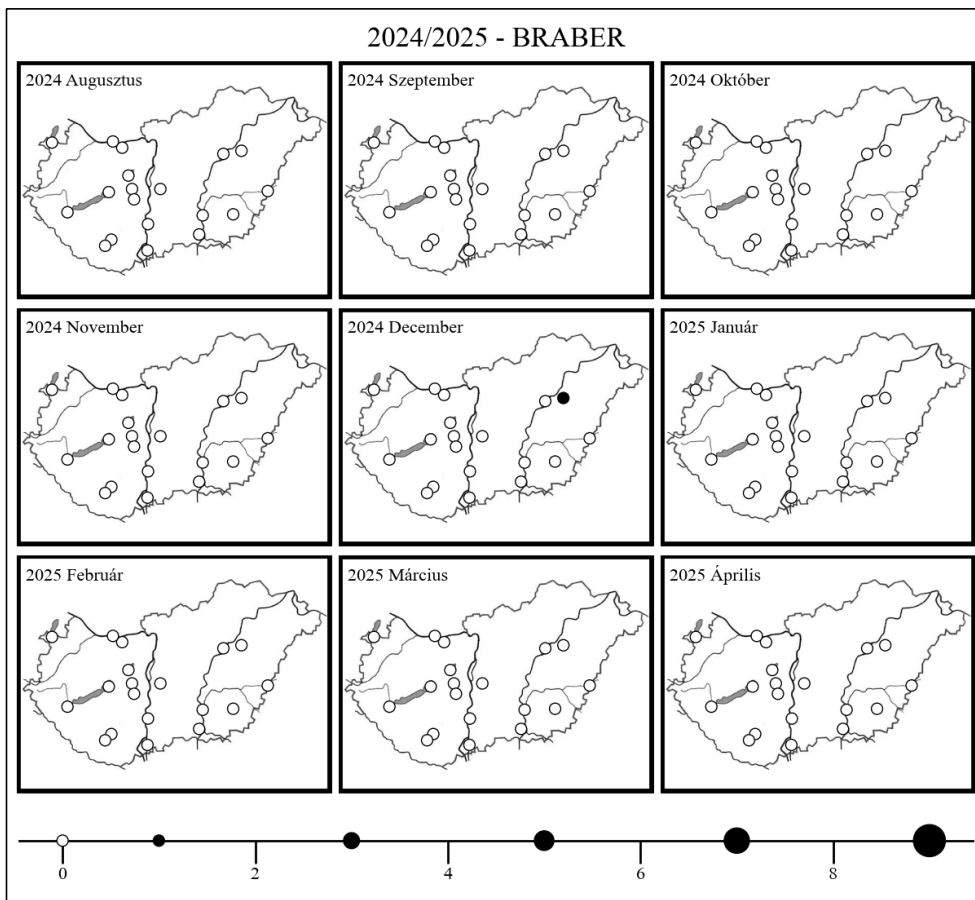 2024/2025 - BRABER
2024 Augusztus
2024 Szeptember
2024 Október
2024 November
2024 December
2025 Január
2025 Február
2025 Március
2025 Április
0 2 4 6 8